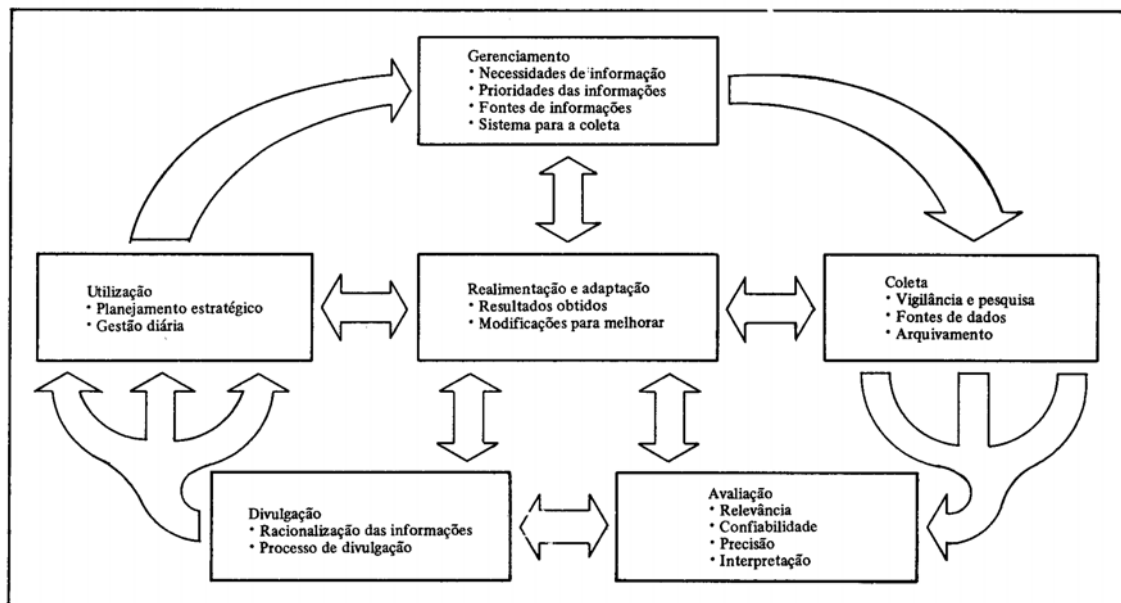 Gerenciamento
• Necessidades de informação
• Prioridades das informações
• Fontes de informações
• Sistema para a coleta
Utilização
• Planejamento estratégico
• Gestão diária
Realimentação e adaptação
• Resultados obtidos
• Modificações para melhorar
Coleta
• Vigilância e pesquisa
• Fontes de dados
• Arquivamento
Divulgação
• Racionalização das informações
• Processo de divulgação
Avaliação
• Relevância
• Confiabilidade
• Precisão
• Interpretação